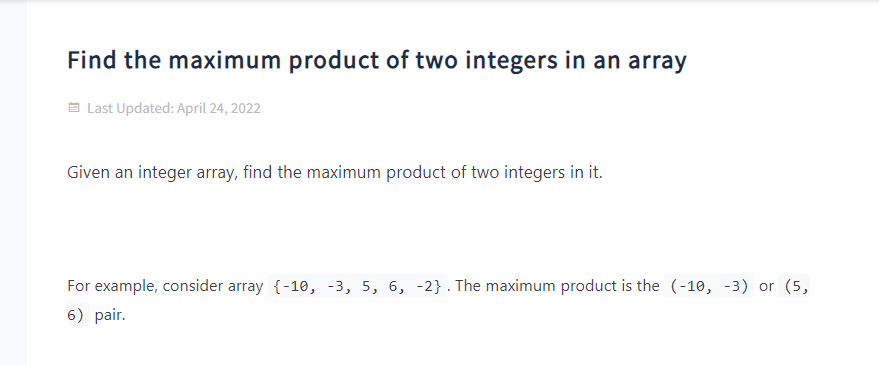 Find the maximum product of two integers in an array
Last Updated: April 24, 2022
Given an integer array, find the maximum product of two integers in it.
For example, consider array {-10, -3, 5, 6, -2} . The maximum product is the (-10, -3) or (5,
6) pair.